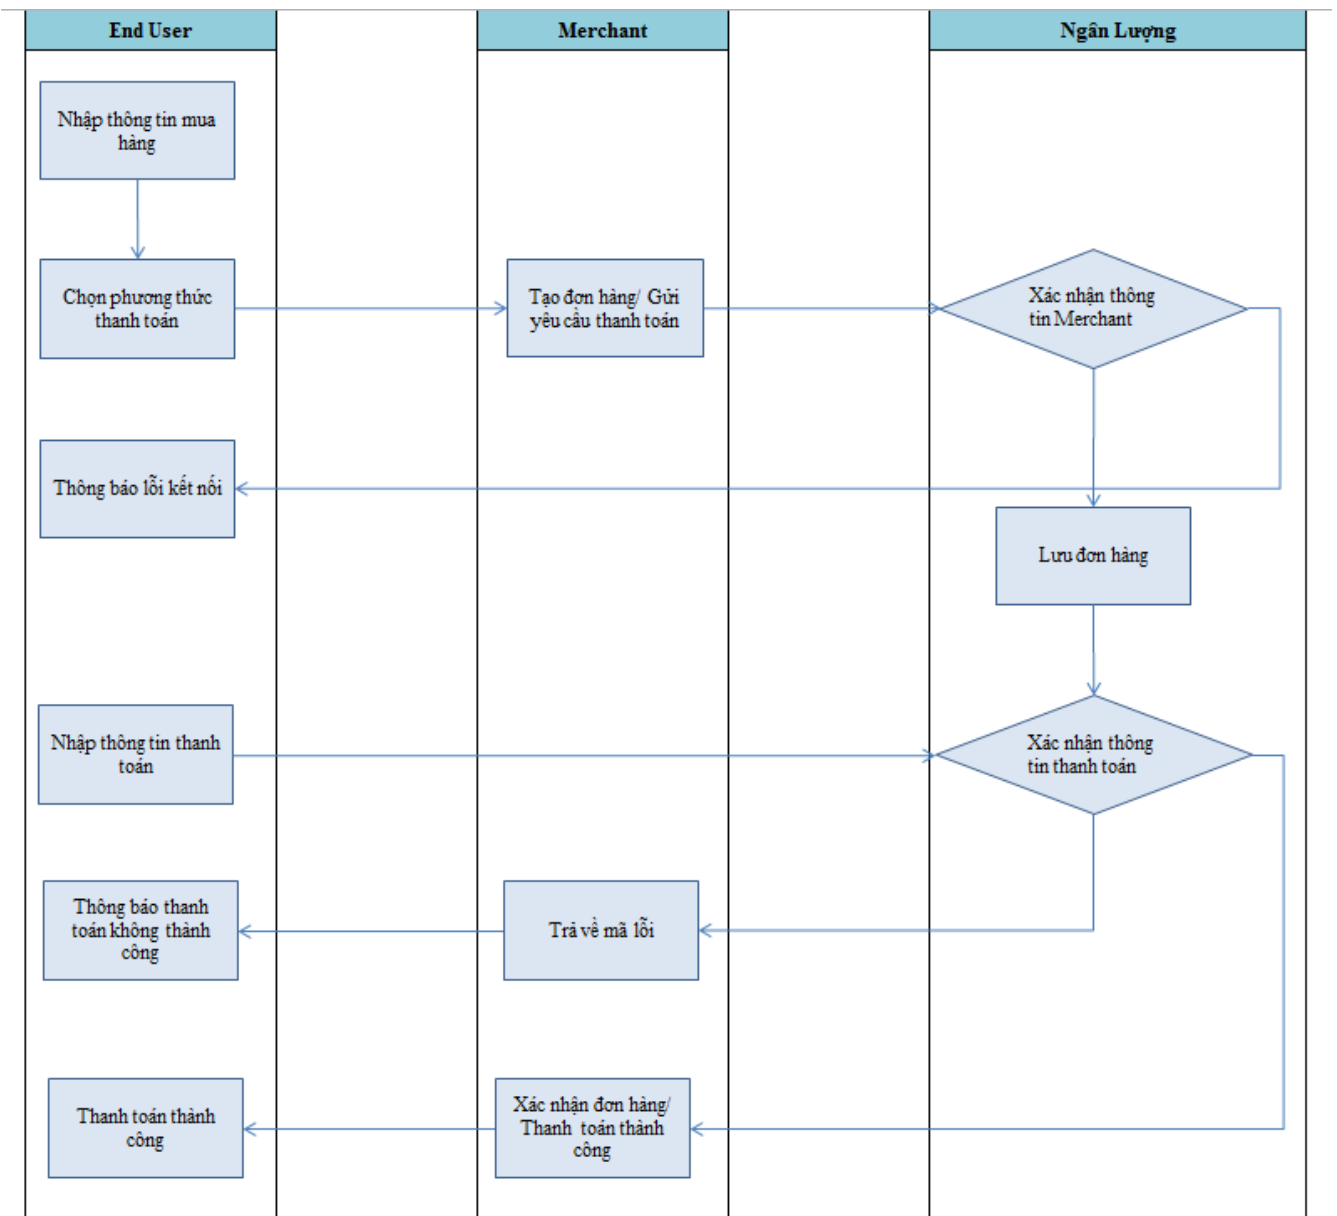 End User
Merchant
Ngân Lượng
Nhập thông tin mua
hàng
Chọn phương thức
thanh toán
Tạo đơn hàng/ Gửi
yêu cầu thanh toán
Xác nhận thông
tin Merchant
Thông báo lỗi kết nối
Lưu đơn hàng
Nhập thông tin thanh
toán
Xác nhận thông
tin thanh toán
Thông báo thanh
toán không thành
công
Trả về mã lỗi
Thanh toán thành
công
Xác nhận đơn hàng/
Thanh toán thành
công